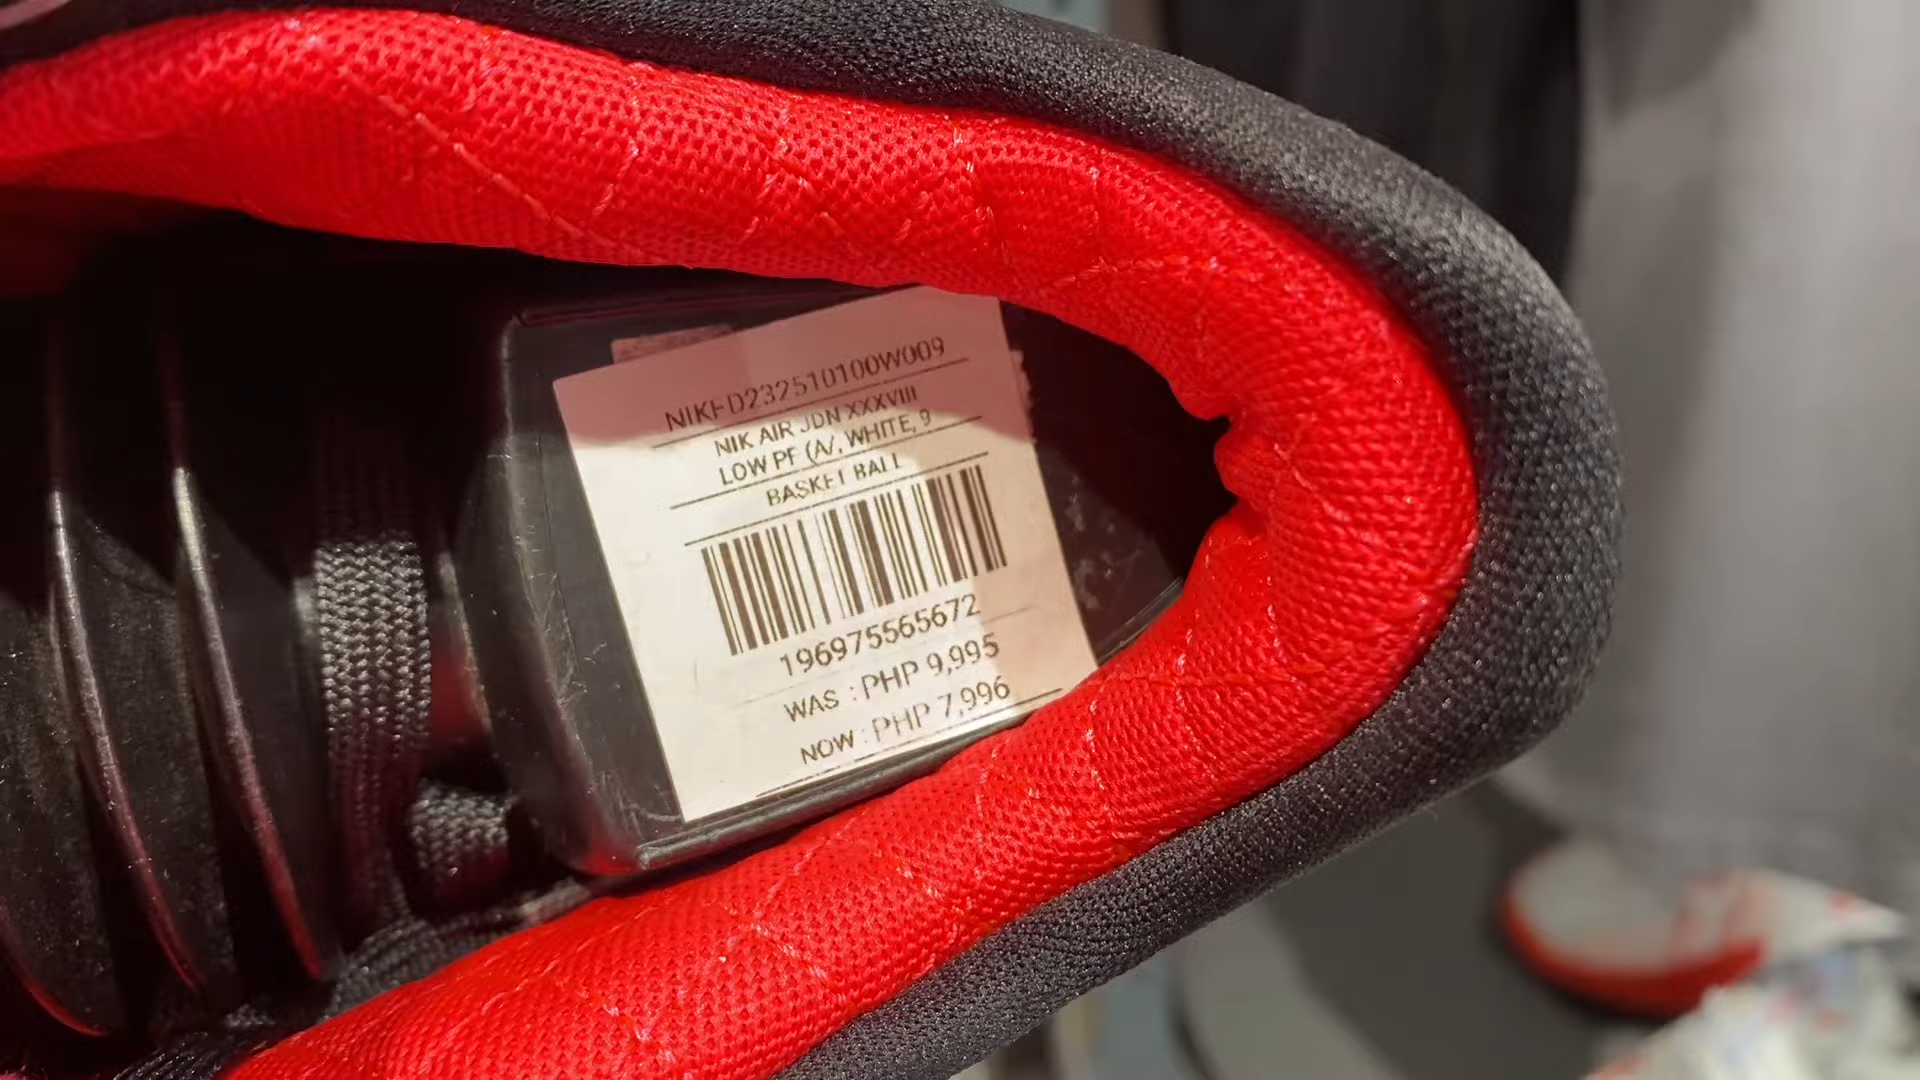 NIKFD232510100W009
NIK AIR JDN XXXVIII
LOW PF (A/, WHITE, 9
BASKET BALL
196975565672
WAS : PHP 9,995
NOW : PHP 7,996